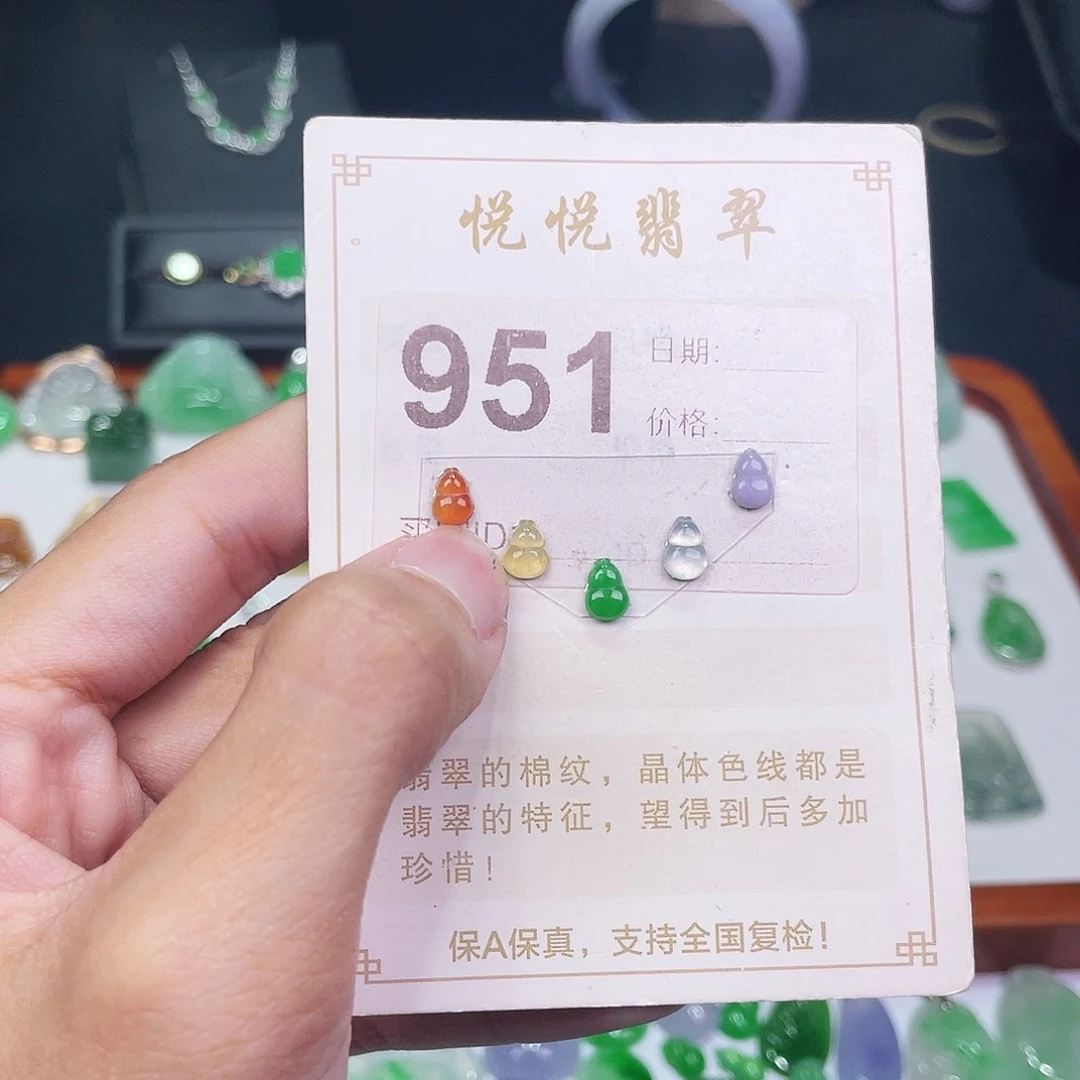 悦悦翡翠
951
日期:
价格:
ID
翡翠的棉纹，晶体色线都是
翡翠的特征，望得到后多加
珍惜！
保A保真，支持全国复检！